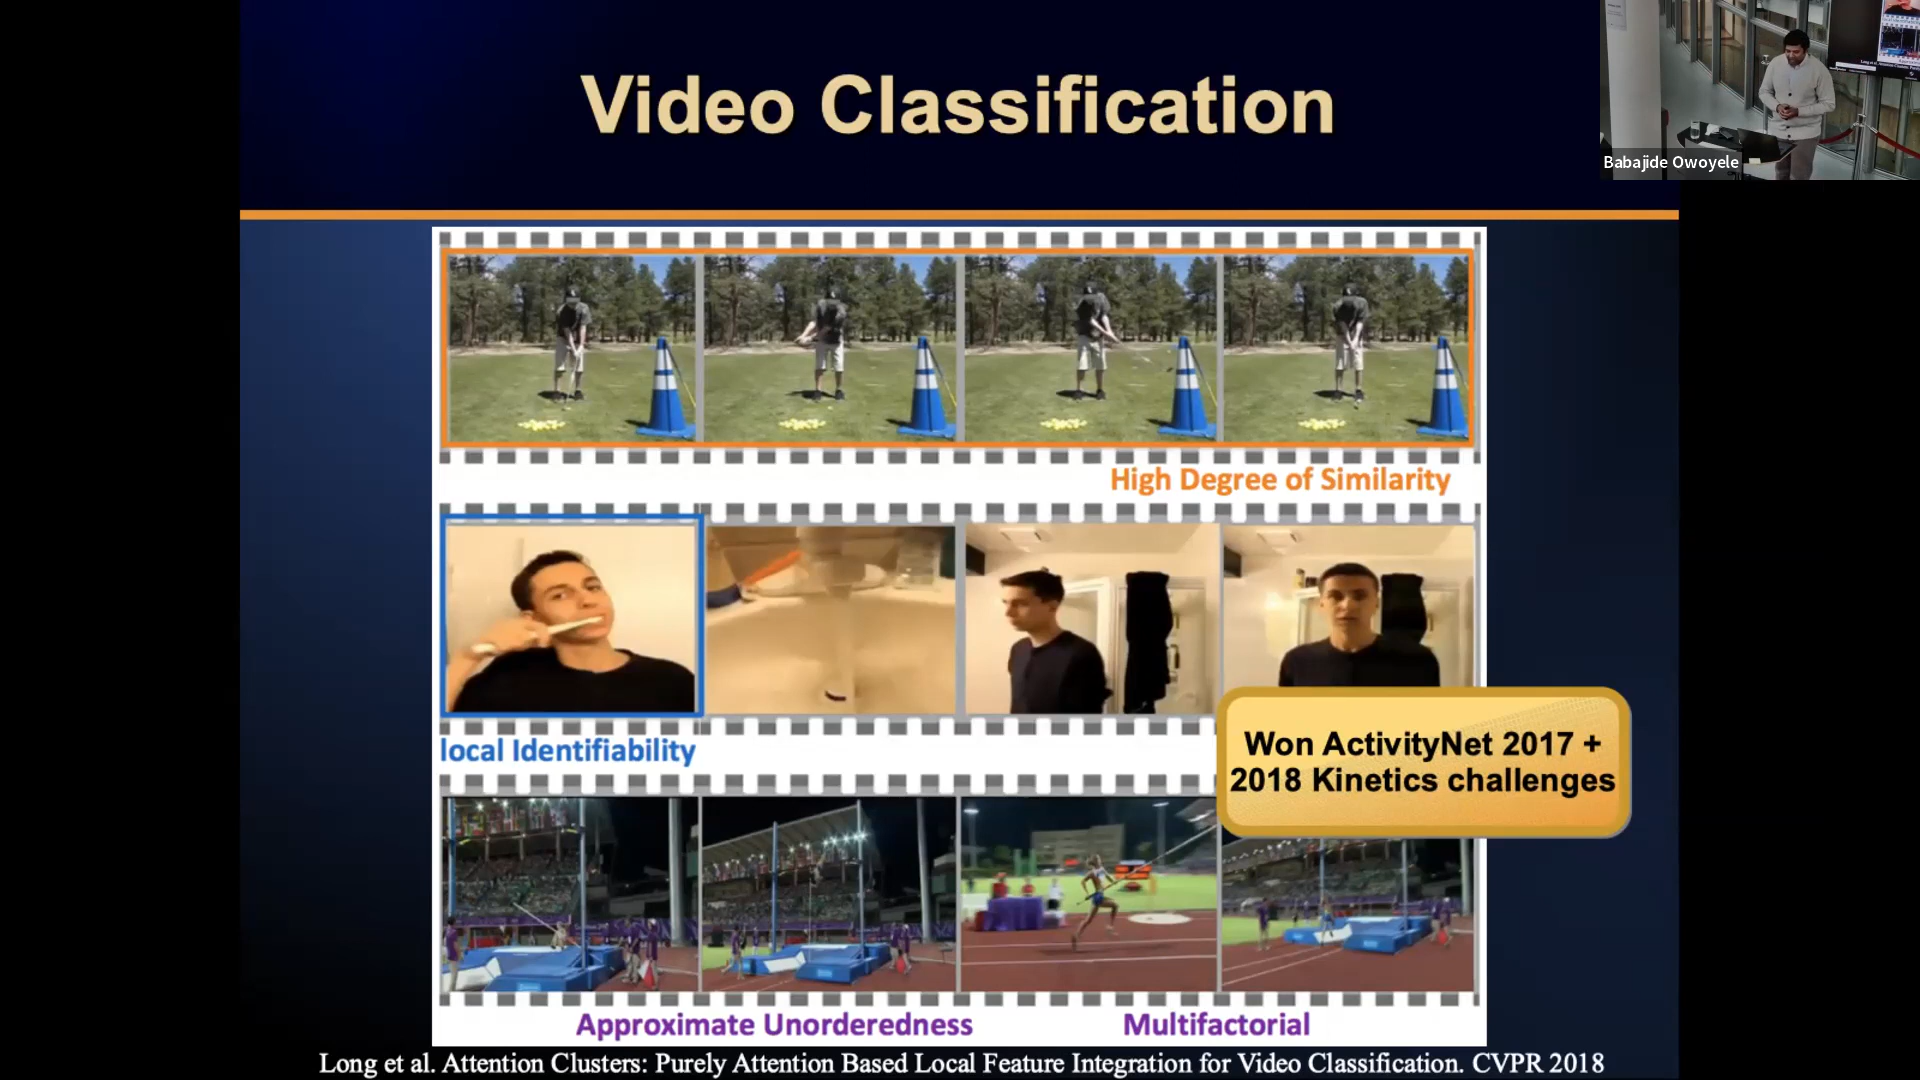 Video Classification
Babajide Owoyele
High Degree of Similarity
local Identifiability
Won ActivityNet 2017 +
2018 Kinetics challenges
Approximate Unorderedness
Multifactorial
Long et al. Attention Clusters: Purely Attention Based Local Feature Integration for Video Classification. CVPR 2018